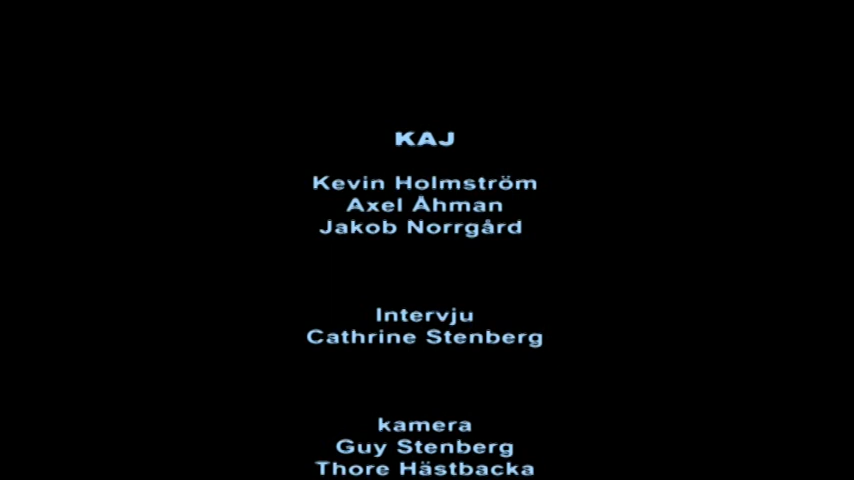 KAJ
Kevin Holmström
Axel Åhman
Jakob Norrgård
Intervju
Cathrine Stenberg
kamera
Guy Stenberg
Thore Hästbacka